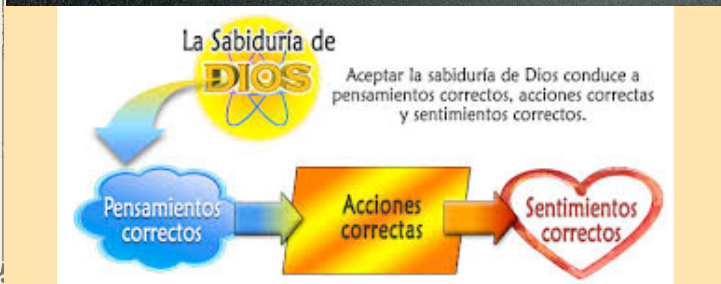 La Sabiduría de
DIOS
Aceptar la sabiduría de Dios conduce a
pensamientos correctos, acciones correctas
y sentimientos correctos.
Pensamientos
correctos
Acciones
correctas
Sentimientos
correctos